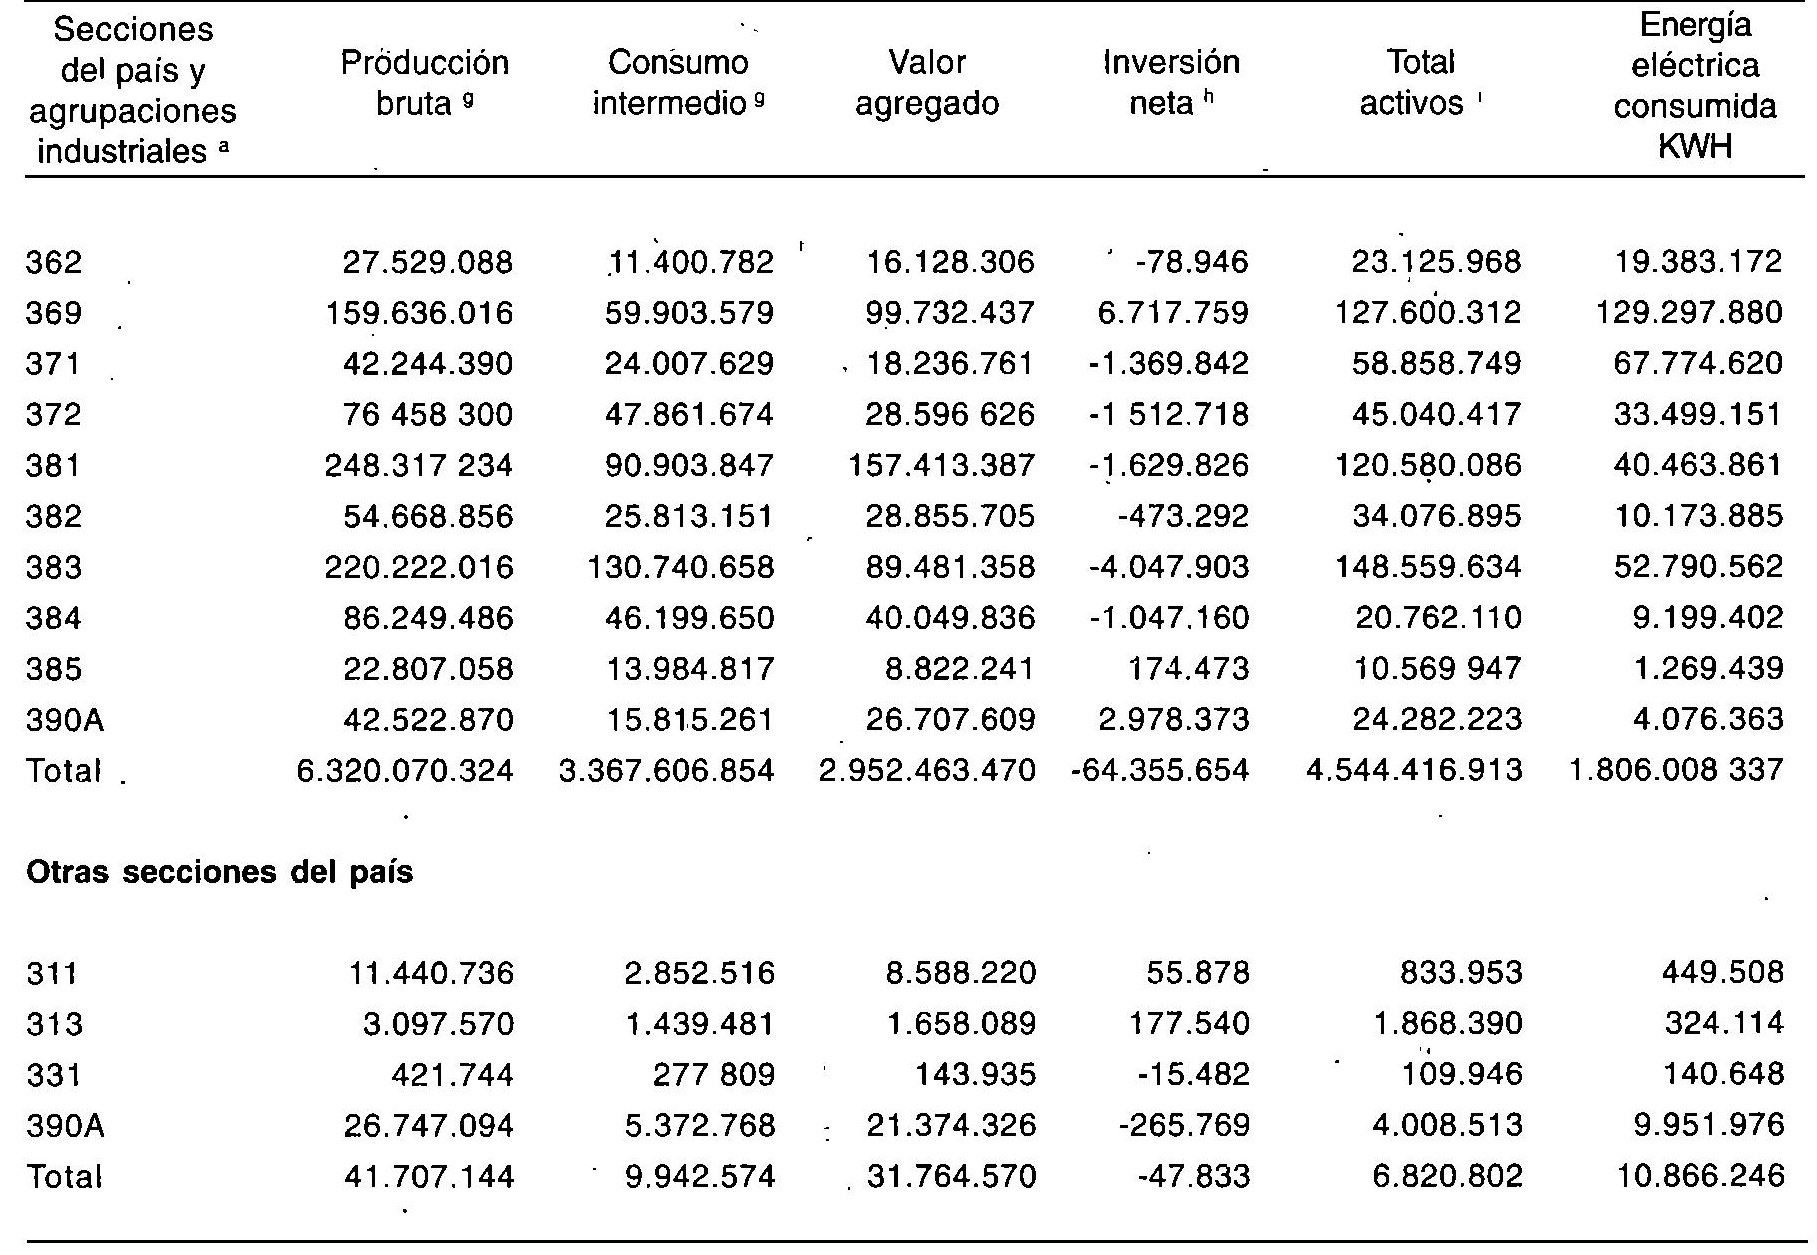 Secciones del país y agrupaciones industriales a Producción bruta g Consumo intermedio g Valor agregado Inversión neta h Total activos i Energía eléctrica consumida KWH
362 27.529.088 11.400.782 16.128.306 -78.946 23.125.968 19.383.172
369 159.636.016 59.903.579 99.732.437 6.717.759 127.600.312 129.297.880
371 42.244.390 24.007.629 18.236.761 -1.369.842 58.858.749 67.774.620
372 76 458 300 47.861.674 28.596 626 -1 512.718 45.040.417 33.499.151
381 248.317 234 90.903.847 157.413.387 -1.629.826 120.580.086 40.463.861
382 54.668.856 25.813.151 28.855.705 -473.292 34.076.895 10.173.885
383 220.222.016 130.740.658 89.481.358 -4.047.903 148.559.634 52.790.562
384 86.249.486 46.199.650 40.049.836 -1.047.160 20.762.110 9.199.402
385 22.807.058 13.984.817 8.822.241 174.473 10.569 947 1.269.439
390A 42.522.870 15.815.261 26.707.609 2.978.373 24.282.223 4.076.363
Total 6.320.070.324 3.367.606.854 2.952.463.470 -64.355.654 4.544.416.913 1.806.008 337
Otras secciones del país
311 11.440.736 2.852.516 8.588.220 55.878 833.953 449.508
313 3.097.570 1.439.481 1.658.089 177.540 1.868.390 324.114
331 421.744 277 809 143.935 -15.482 109.946 140.648
390A 26.747.094 5.372.768 21.374.326 -265.769 4.008.513 9.951.976
Total 41.707.144 9.942.574 31.764.570 -47.833 6.820.802 10.866.246